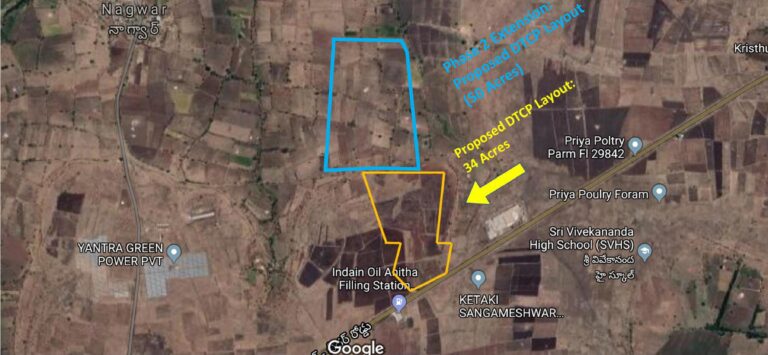 Nagwar
నాగ్వార్
Phase-2 Extension:
Proposed DTCP Layout
(50 Acres)
Proposed DTCP Layout:
34 Acres
Kristhu
Priya Poltry
Parm Fl 29842
Priya Poulry Foram
Sri Vivekananda
High School (SVHS)
శ్రీ వివేకానంద
హై స్కూల్
YANTRA GREEN
POWER PVT
Indain Oil Anitha
Filling Station
KETAKI
SANGAMESHWAR...
Google